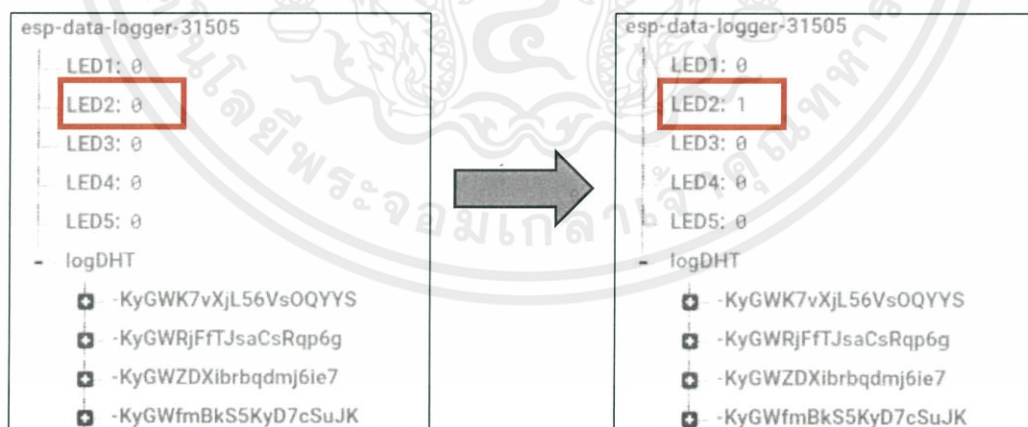 esp-data-logger-31505
LED1: 0
LED2: 0
LED3: 0
LED4: 0
LED5: 0
logDHT
-KyGWK7vXjL56VsOQYYS
-KyGWRjFfTJsaCsRqp6g
-KyGWZDXibrbqdmj6ie7
-KyGWfmBkS5KyD7cSuJK
esp-data-logger-31505
LED1: 0
LED2: 1
LED3: 0
LED4: 0
LED5: 0
logDHT
-KyGWK7vXjL56VsOQYYS
-KyGWRjFfTJsaCsRqp6g
-KyGWZDXibrbqdmj6ie7
-KyGWfmBkS5KyD7cSuJK